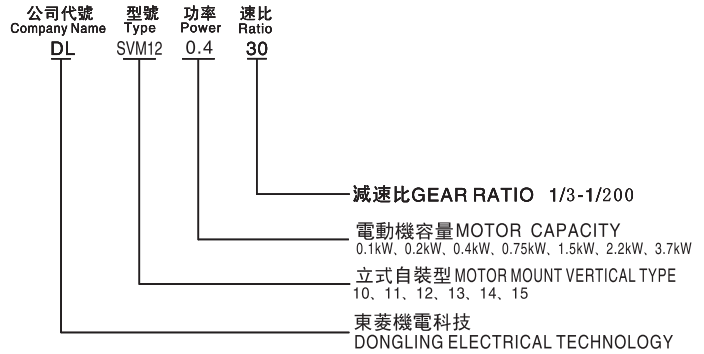 公司代號 型號 功率 速比
Company Name Type Power Ratio
DL SVM12 0.4 30
減速比GEAR RATIO 1/3-1/200
電動機容量MOTOR CAPACITY
0.1kW、0.2kW、0.4kW、0.75kW、1.5kW、2.2kW、3.7kW
立式自裝型MOTOR MOUNT VERTICAL TYPE
10、11、12、13、14、15
東菱機電科技
DONGLING ELECTRICAL TECHNOLOGY